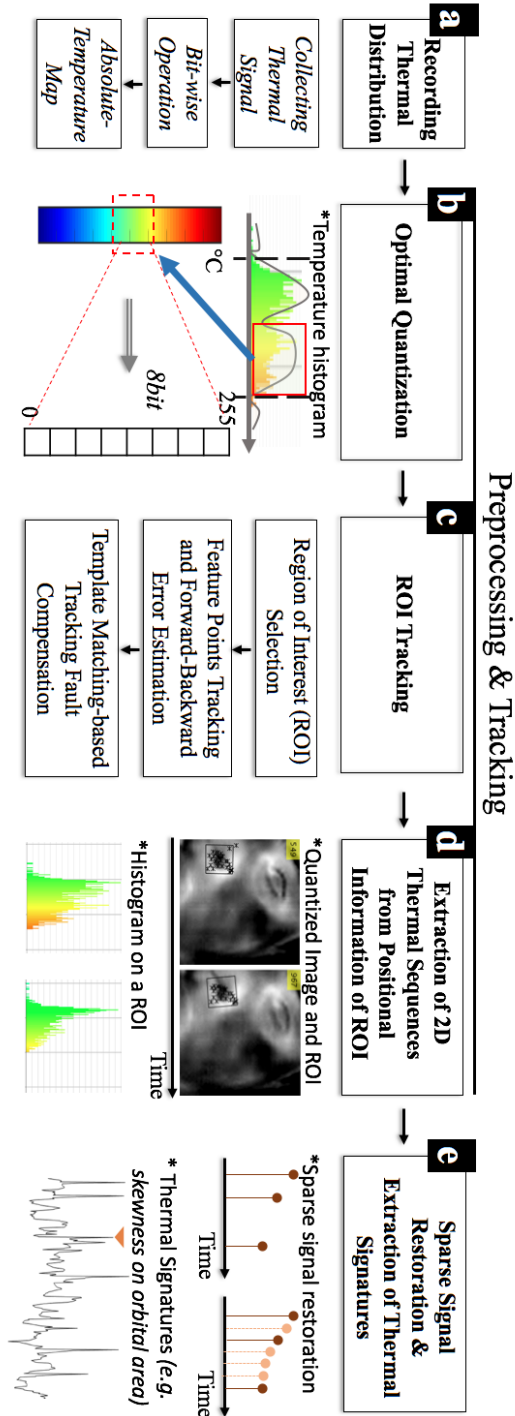 Preprocessing & Tracking
a
Recording
Thermal
Distribution
Collecting
Thermal
Signal
Bit-wise
Operation
Absolute-
Temperature
Map
b
Optimal Quantization
*Temperature histogram
°C
8bit
255
0
c
ROI Tracking
Region of Interest (ROI)
Selection
Feature Points Tracking
and Forward-Backward
Error Estimation
Template Matching-based
Tracking Fault
Compensation
d
Extraction of 2D
Thermal Sequences
from Positional
Information of ROI
*Quantized Image and ROI
549
967
Time
*Histogram on a ROI
e
Sparse Signal
Restoration &
Extraction of Thermal
Signatures
*Sparse signal restoration
Time
Time
* Thermal Signatures (e.g.
skewness on orbital area)